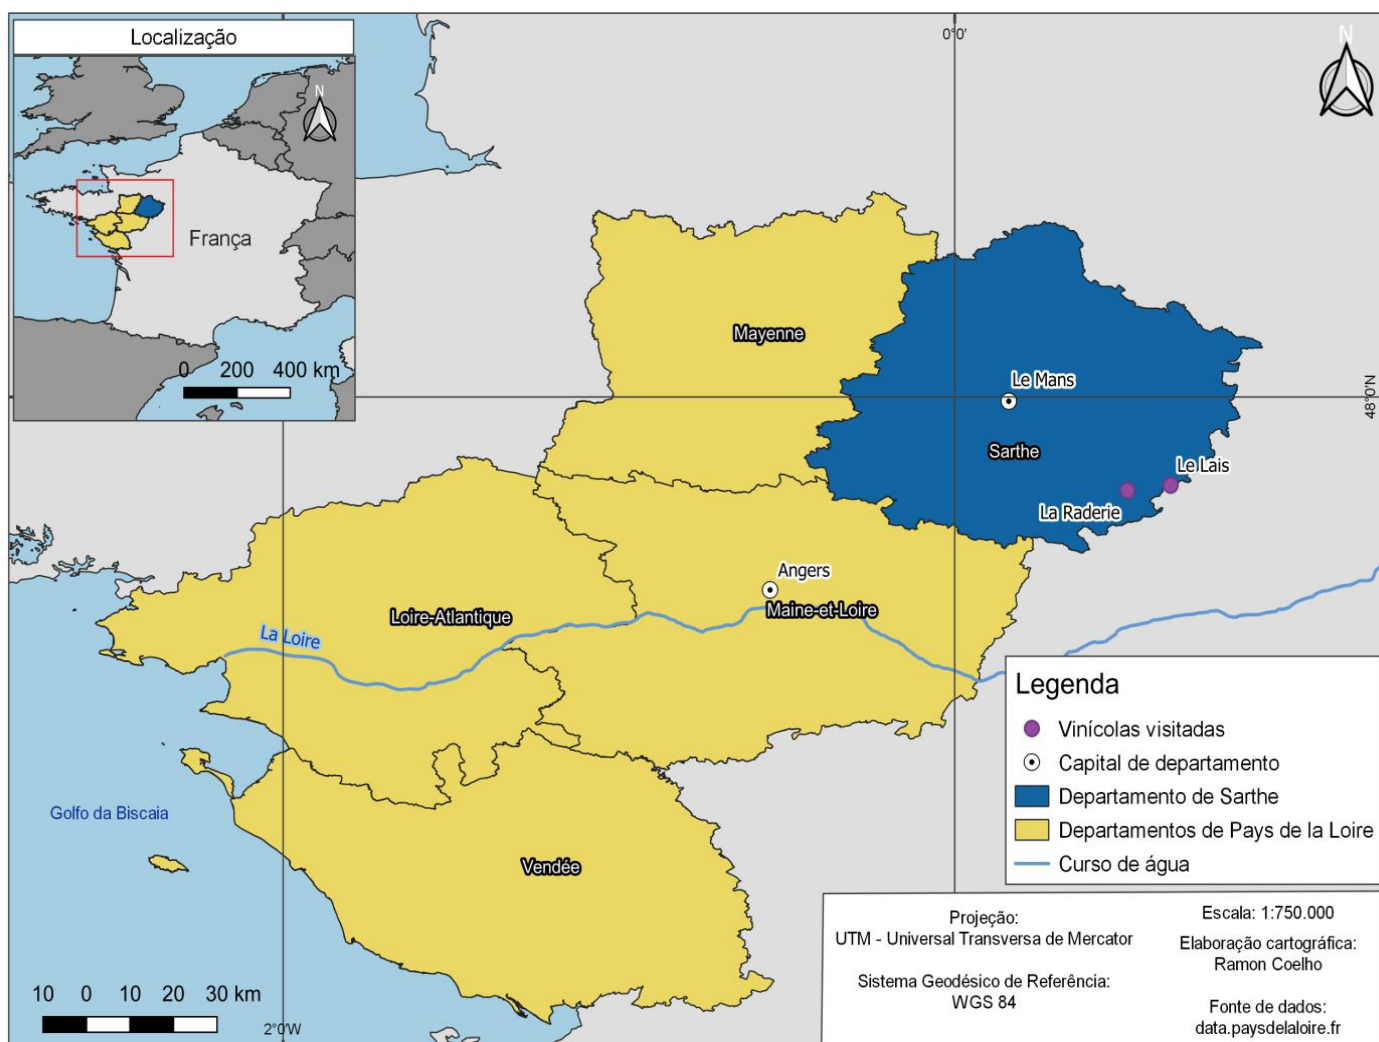 Localização
N
França
0 200 400 km
0°0'
N
48°0'N
Mayenne
Le Mans
Sarthe
Le Lais
La Raderie
Angers
Maine-et-Loire
Loire-Atlantique
La Loire
Golfo da Biscaia
Vendée
10 0 10 20 30 km
2°0'W
Legenda
Vinícolas visitadas
Capital de departamento
Departamento de Sarthe
Departamentos de Pays de la Loire
Curso de água
Projeção:
UTM - Universal Transversa de Mercator
Sistema Geodésico de Referência:
WGS 84
Escala: 1:750.000
Elaboração cartográfica:
Ramon Coelho
Fonte de dados:
data.paysdelaloire.fr